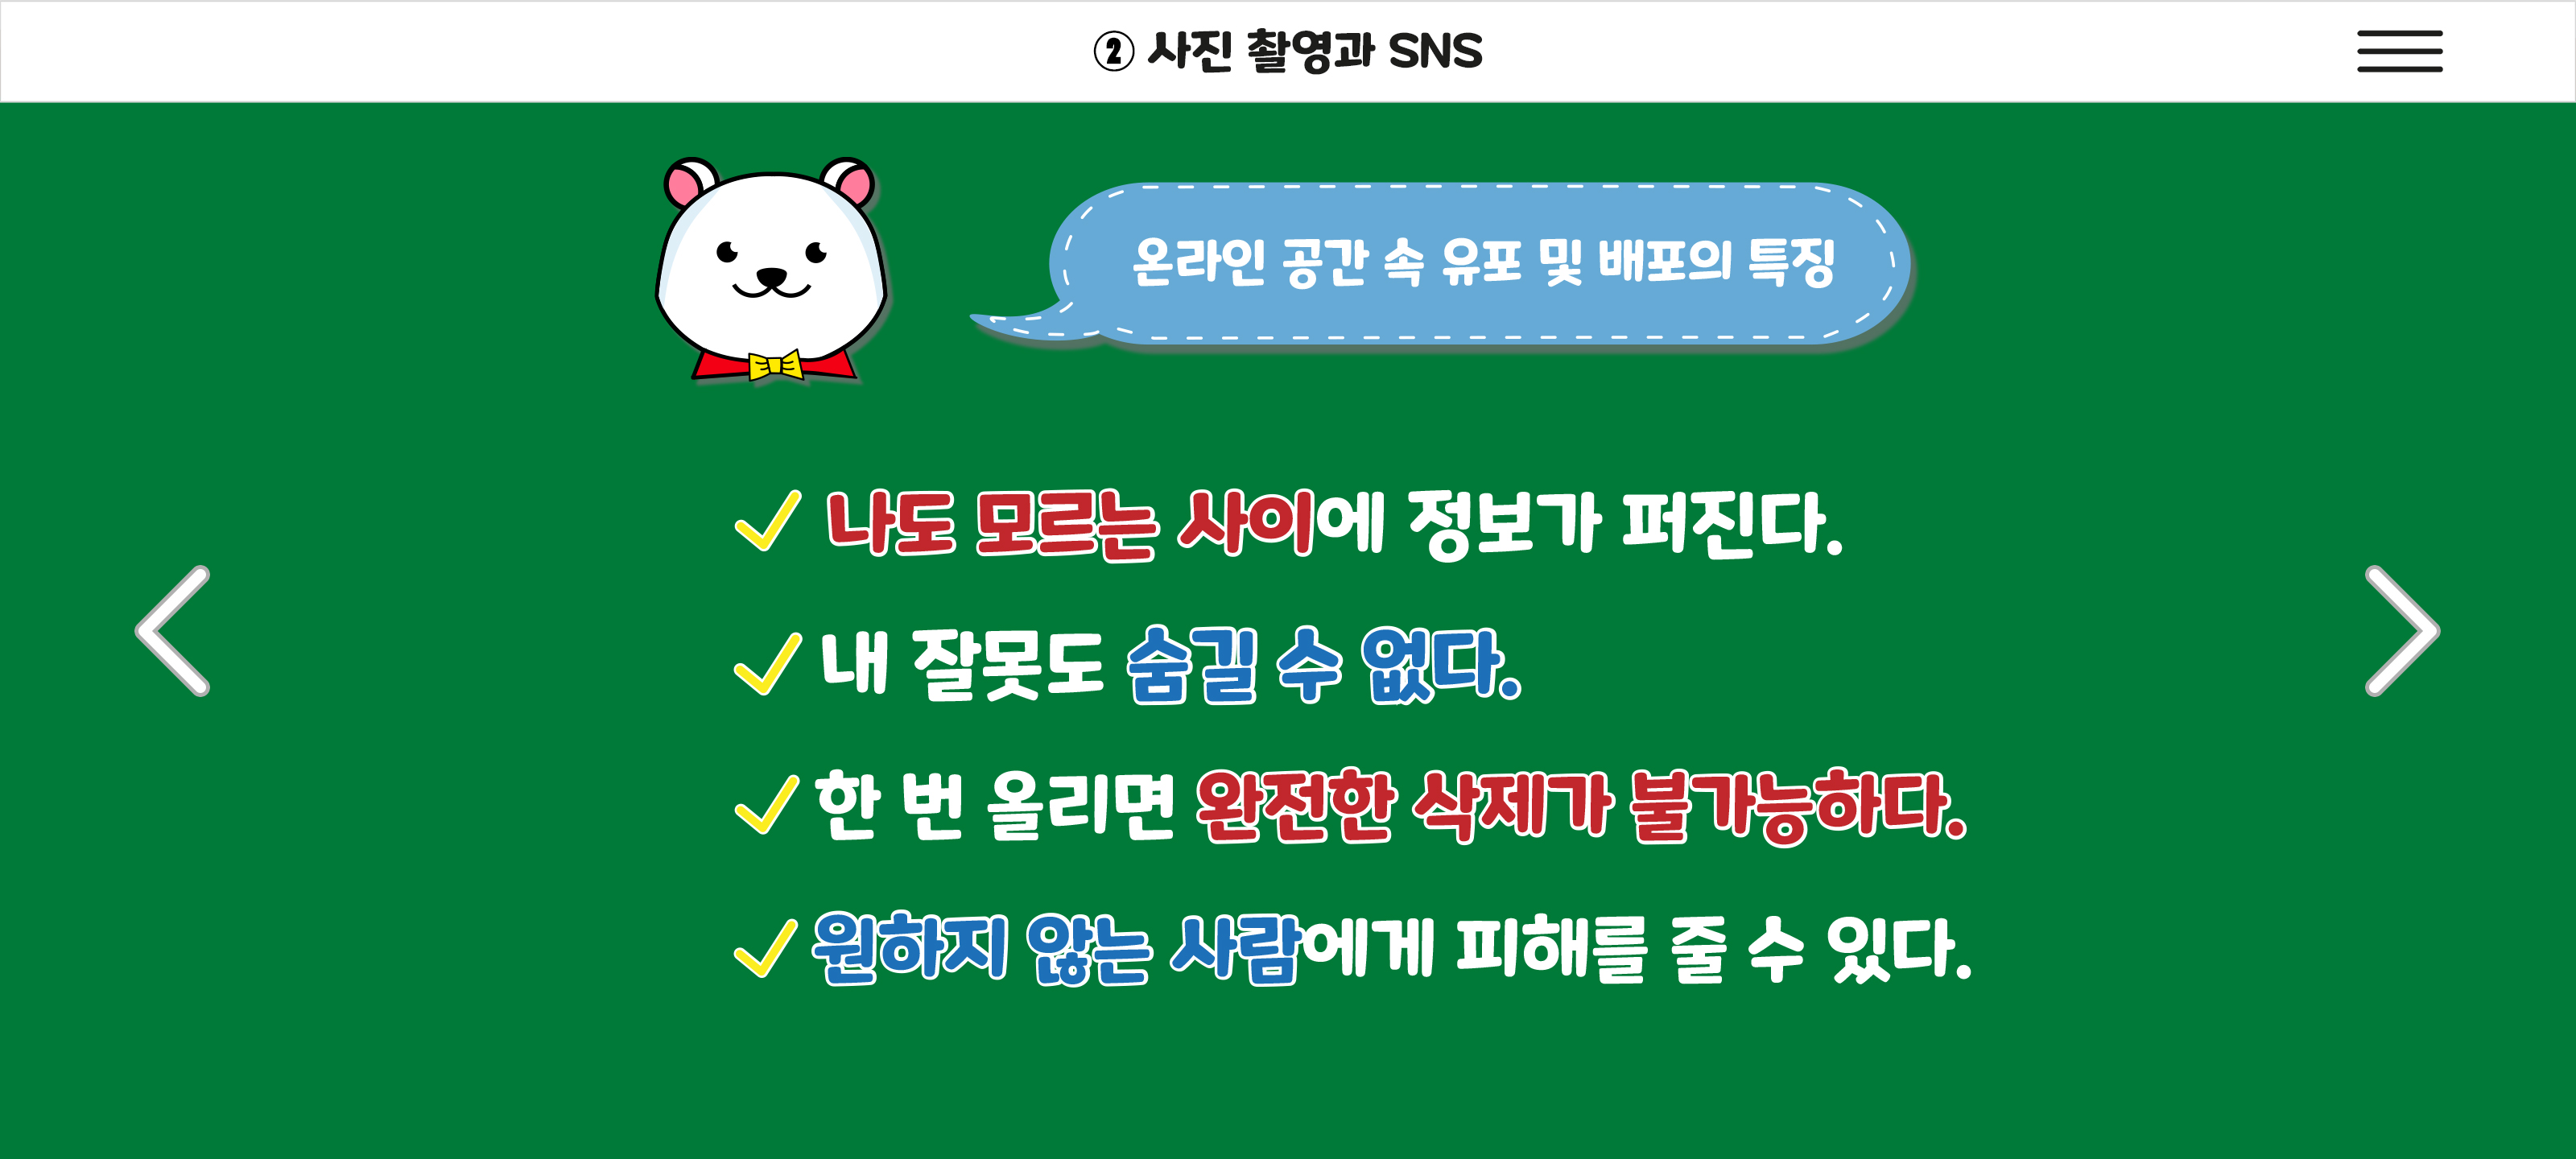 ② 사진 촬영과 SNS
온라인 공간 속 유포 및 배포의 특징
나도 모르는 사이에 정보가 퍼진다.
내 잘못도 숨길 수 없다.
한 번 올리면 완전한 삭제가 불가능하다.
원하지 않는 사람에게 피해를 줄 수 있다.